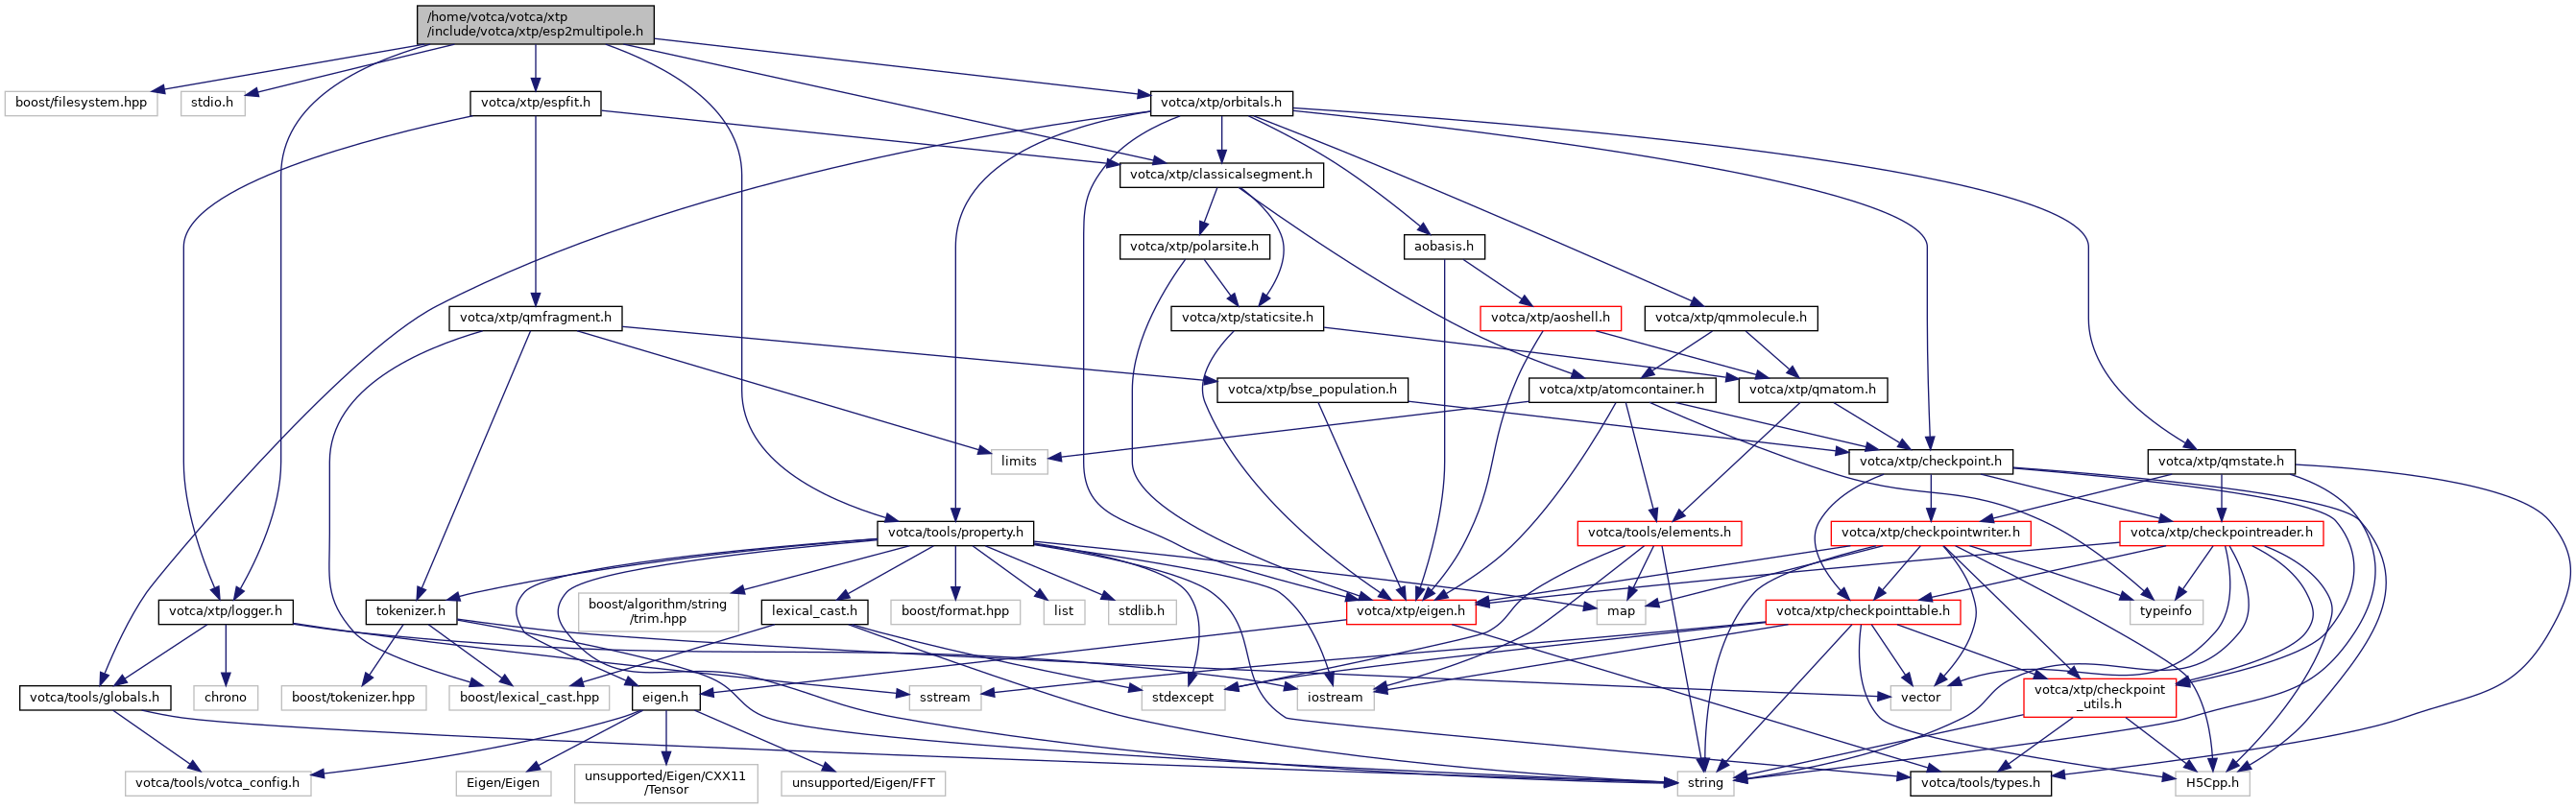 /home/votca/votca/xtp
/include/votca/xtp/esp2multipole.h
boost/filesystem.hpp
stdio.h
votca/xtp/espfit.h
votca/xtp/orbitals.h
votca/xtp/classicalsegment.h
votca/xtp/polarsite.h
aobasis.h
votca/xtp/qmfragment.h
votca/xtp/staticsite.h
votca/xtp/aoshell.h
votca/xtp/qmmolecule.h
votca/xtp/bse_population.h
votca/xtp/atomcontainer.h
votca/xtp/qmatom.h
limits
votca/xtp/checkpoint.h
votca/xtp/qmstate.h
votca/tools/property.h
votca/tools/elements.h
votca/xtp/checkpointwriter.h
votca/xtp/checkpointreader.h
votca/xtp/logger.h
tokenizer.h
boost/algorithm/string
/trim.hpp
lexical_cast.h
boost/format.hpp
list
stdlib.h
votca/xtp/eigen.h
map
votca/xtp/checkpointtable.h
typeinfo
votca/tools/globals.h
chrono
boost/tokenizer.hpp
boost/lexical_cast.hpp
eigen.h
sstream
stdexcept
iostream
vector
votca/xtp/checkpoint
_utils.h
votca/tools/votca_config.h
Eigen/Eigen
unsupported/Eigen/CXX11
/Tensor
unsupported/Eigen/FFT
string
votca/tools/types.h
H5Cpp.h